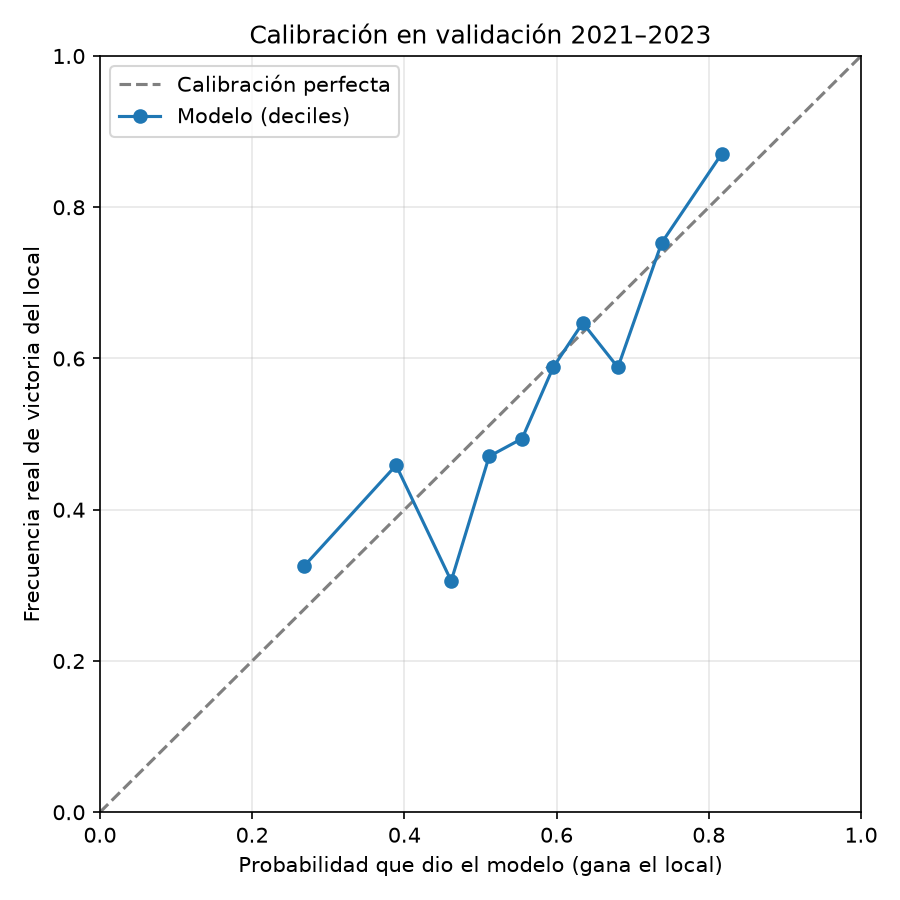 Calibración en validación 2021–2023
Calibración perfecta
Modelo (deciles)
Frecuencia real de victoria del local
1.0
0.8
0.6
0.4
0.2
0.0
0.0 0.2 0.4 0.6 0.8 1.0
Probabilidad que dio el modelo (gana el local)